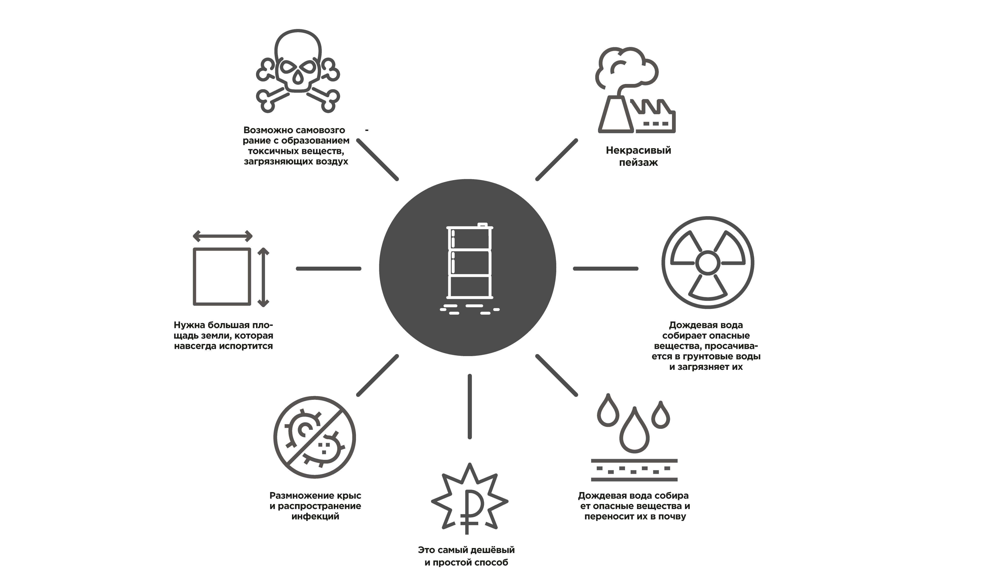 Возможно самовозго -
рание с образованием
токсичных веществ,
загрязняющих воздух
Некрасивый
пейзаж
Нужна большая пло-
щадь земли, которая
навсегда испортится
Дождевая вода
собирает опасные
вещества, просачива-
ется в грунтовые воды
и загрязняет их
Размножение крыс
и распространение
инфекций
Дождевая вода собира
ет опасные вещества и
переносит их в почву
Это самый дешёвый
и простой способ